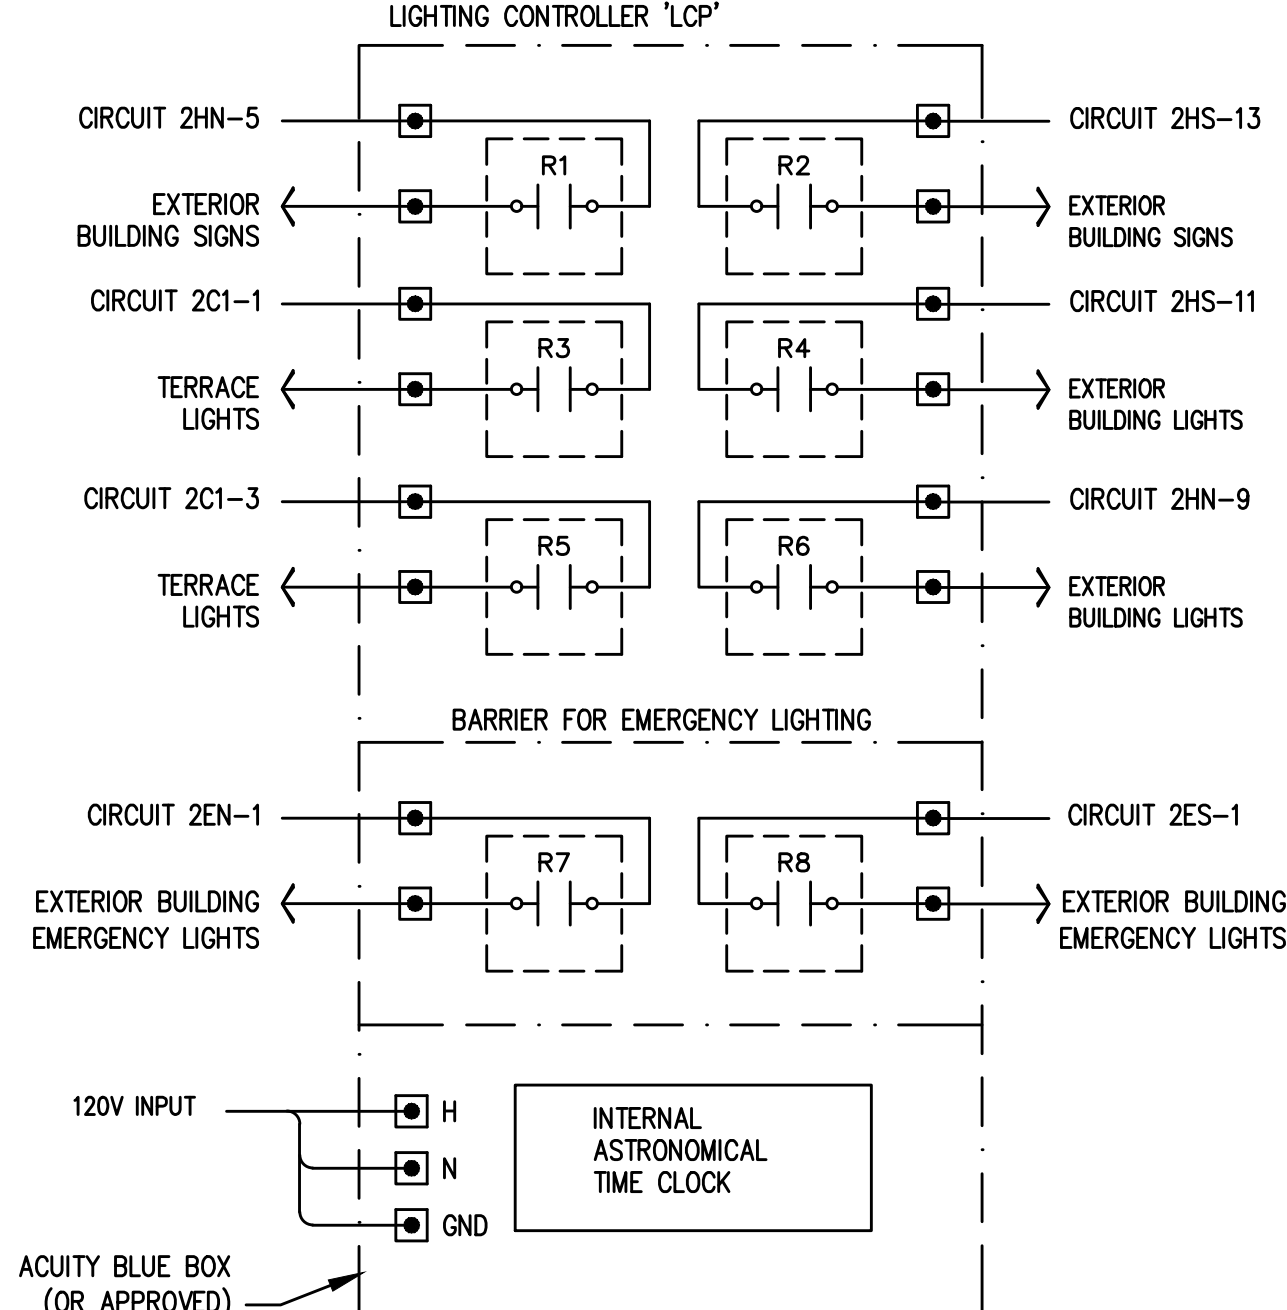 LIGHTING CONTROLLER 'LCP'
CIRCUIT 2HN-5
CIRCUIT 2HS-13
R1
R2
EXTERIOR
BUILDING SIGNS
EXTERIOR
BUILDING SIGNS
CIRCUIT 2C1-1
CIRCUIT 2HS-11
R3
R4
TERRACE
LIGHTS
EXTERIOR
BUILDING LIGHTS
CIRCUIT 2C1-3
CIRCUIT 2HN-9
R5
R6
TERRACE
LIGHTS
EXTERIOR
BUILDING LIGHTS
BARRIER FOR EMERGENCY LIGHTING
CIRCUIT 2EN-1
CIRCUIT 2ES-1
R7
R8
EXTERIOR BUILDING
EMERGENCY LIGHTS
EXTERIOR BUILDING
EMERGENCY LIGHTS
120V INPUT
H
N
GND
INTERNAL
ASTRONOMICAL
TIME CLOCK
ACUITY BLUE BOX
(OR APPROVED)